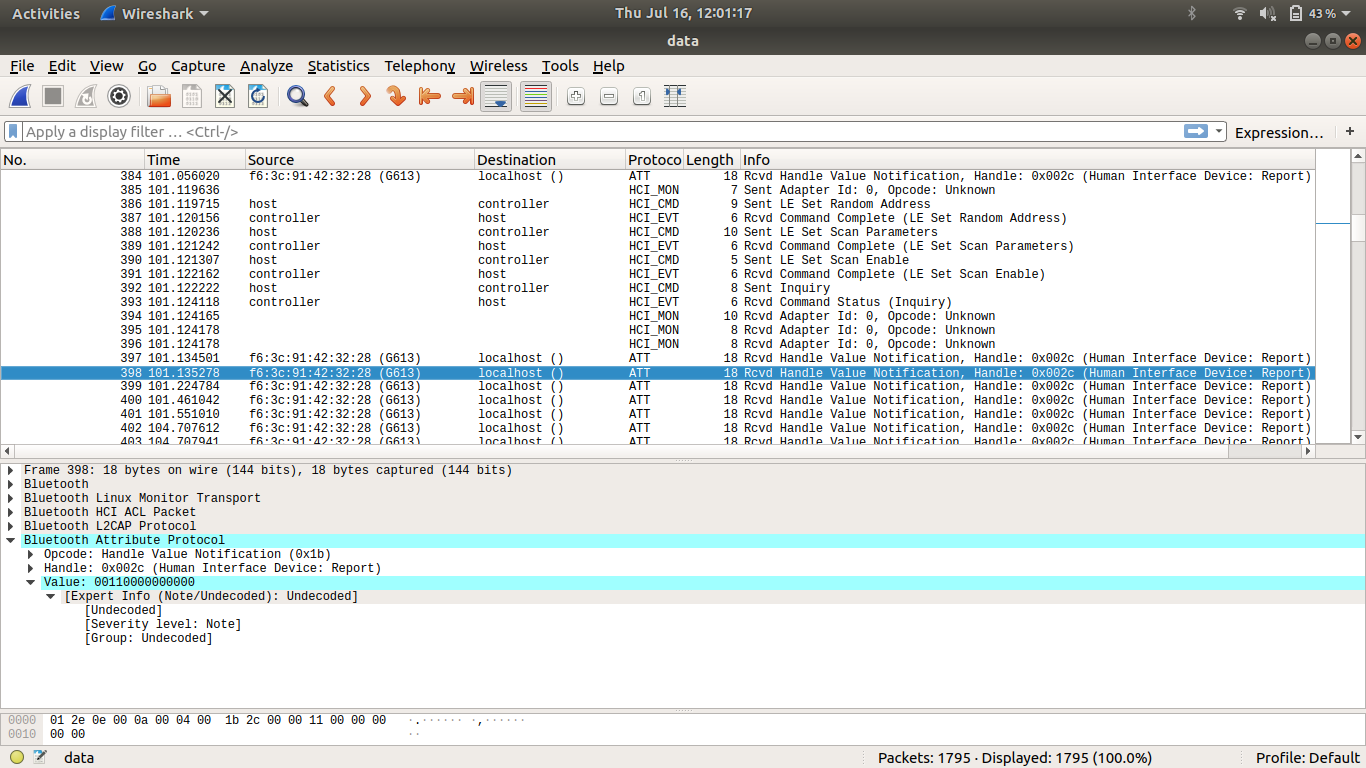 Activities Wireshark Thu Jul 16, 12:01:17 43 %
data
File Edit View Go Capture Analyze Statistics Telephony Wireless Tools Help
Apply a display filter … <Ctrl-/> Expression… +
No. Time Source Destination Protoco Length Info
384 101.056020 f6:3c:91:42:32:28 (G613) localhost () ATT 18 Rcvd Handle Value Notification, Handle: 0x002c (Human Interface Device: Report)
385 101.119636 HCI_MON 7 Sent Adapter Id: 0, Opcode: Unknown
386 101.119715 host controller HCI_CMD 9 Sent LE Set Random Address
387 101.120156 controller host HCI_EVT 6 Rcvd Command Complete (LE Set Random Address)
388 101.120236 host controller HCI_CMD 10 Sent LE Set Scan Parameters
389 101.121242 controller host HCI_EVT 6 Rcvd Command Complete (LE Set Scan Parameters)
390 101.121307 host controller HCI_CMD 5 Sent LE Set Scan Enable
391 101.122162 controller host HCI_EVT 6 Rcvd Command Complete (LE Set Scan Enable)
392 101.122222 host controller HCI_CMD 8 Sent Inquiry
393 101.124118 controller host HCI_EVT 6 Rcvd Command Status (Inquiry)
394 101.124165 HCI_MON 10 Rcvd Adapter Id: 0, Opcode: Unknown
395 101.124178 HCI_MON 8 Rcvd Adapter Id: 0, Opcode: Unknown
396 101.124178 HCI_MON 8 Rcvd Adapter Id: 0, Opcode: Unknown
397 101.134501 f6:3c:91:42:32:28 (G613) localhost () ATT 18 Rcvd Handle Value Notification, Handle: 0x002c (Human Interface Device: Report)
398 101.135278 f6:3c:91:42:32:28 (G613) localhost () ATT 18 Rcvd Handle Value Notification, Handle: 0x002c (Human Interface Device: Report)
399 101.224784 f6:3c:91:42:32:28 (G613) localhost () ATT 18 Rcvd Handle Value Notification, Handle: 0x002c (Human Interface Device: Report)
400 101.461042 f6:3c:91:42:32:28 (G613) localhost () ATT 18 Rcvd Handle Value Notification, Handle: 0x002c (Human Interface Device: Report)
401 101.551010 f6:3c:91:42:32:28 (G613) localhost () ATT 18 Rcvd Handle Value Notification, Handle: 0x002c (Human Interface Device: Report)
402 104.707612 f6:3c:91:42:32:28 (G613) localhost () ATT 18 Rcvd Handle Value Notification, Handle: 0x002c (Human Interface Device: Report)
403 104.707941 f6:3c:91:42:32:28 (G613) localhost () ATT 18 Rcvd Handle Value Notification, Handle: 0x002c (Human Interface Device: Report)
Frame 398: 18 bytes on wire (144 bits), 18 bytes captured (144 bits)
Bluetooth
Bluetooth Linux Monitor Transport
Bluetooth HCI ACL Packet
Bluetooth L2CAP Protocol
Bluetooth Attribute Protocol
Opcode: Handle Value Notification (0x1b)
Handle: 0x002c (Human Interface Device: Report)
Value: 00110000000000
[Expert Info (Note/Undecoded): Undecoded]
[Undecoded]
[Severity level: Note]
[Group: Undecoded]
0000 01 2e 0e 00 0a 00 04 00 1b 2c 00 00 11 00 00 00 ·.······ ·,······
0010 00 00 ··
data Packets: 1795 · Displayed: 1795 (100.0%) Profile: Default